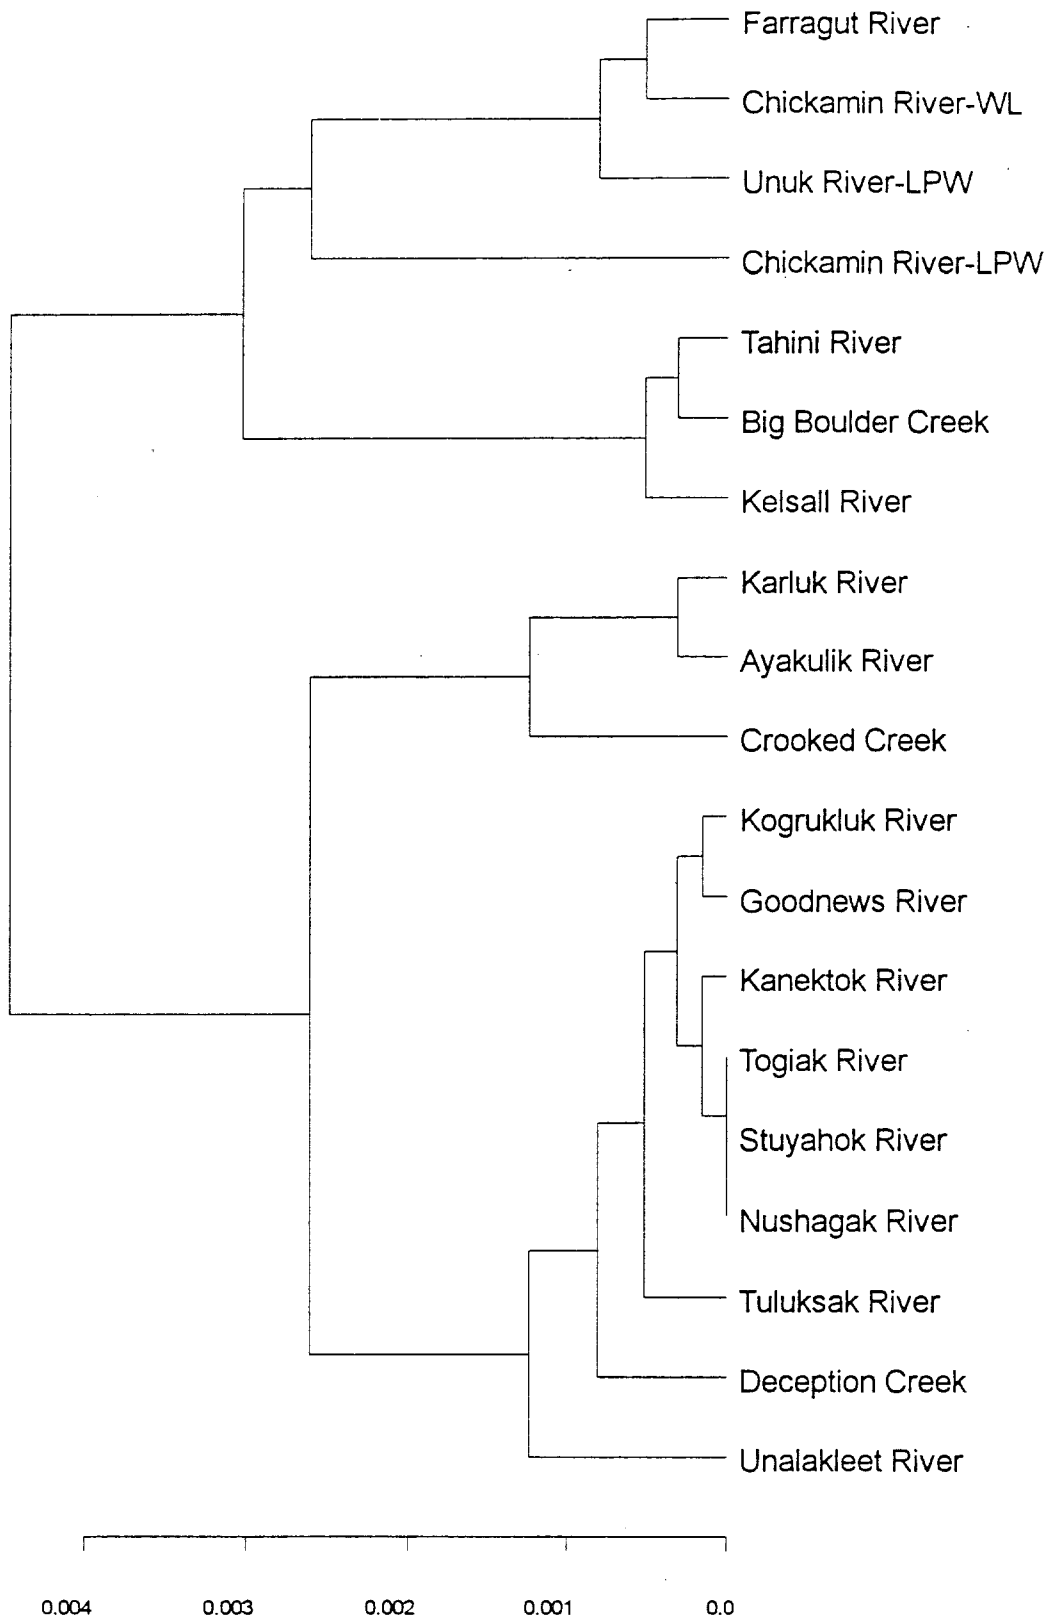 Farragut River
Chickamin River-WL
Unuk River-LPW
Chickamin River-LPW
Tahini River
Big Boulder Creek
Kelsall River
Karluk River
Ayakulik River
Crooked Creek
Kogrukluk River
Goodnews River
Kanektok River
Togiak River
Stuyahok River
Nushagak River
Tuluksak River
Deception Creek
Unalakleet River
0.004 0.003 0.002 0.001 0.0